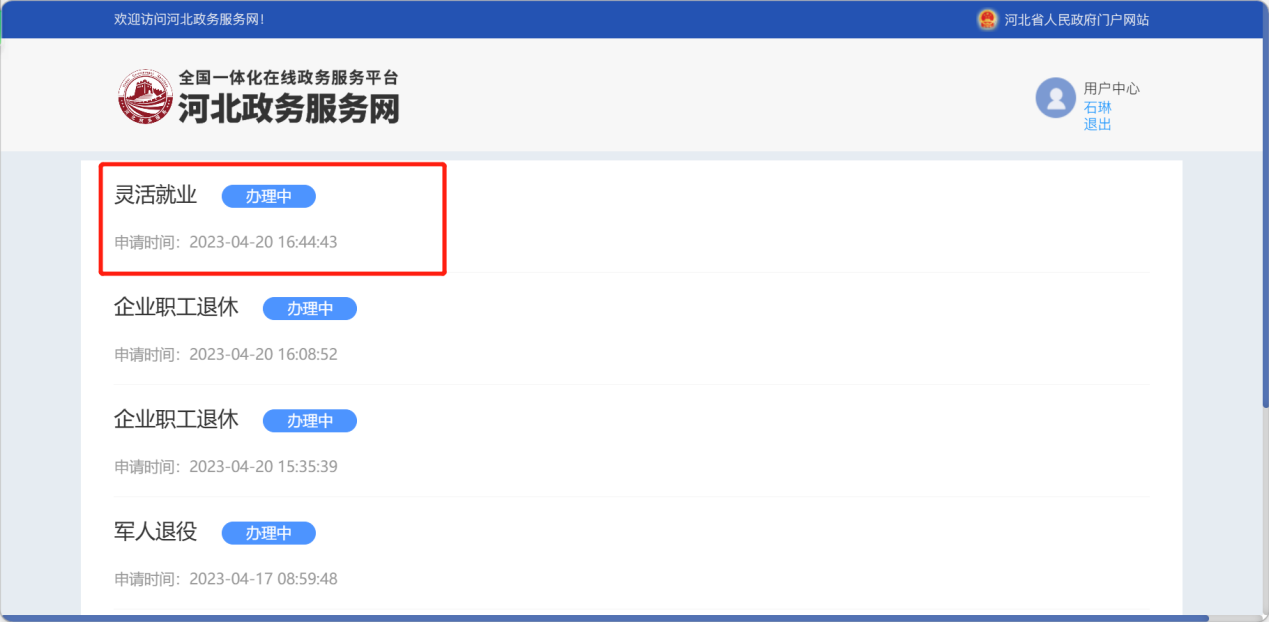 欢迎访问河北政务服务网!
河北省人民政府门户网站
全国一体化在线政务服务平台
河北政务服务网
用户中心
石琳
退出
灵活就业 办理中
申请时间：2023-04-20 16:44:43
企业职工退休 办理中
申请时间：2023-04-20 16:08:52
企业职工退休 办理中
申请时间：2023-04-20 15:35:39
军人退役 办理中
申请时间：2023-04-17 08:59:48